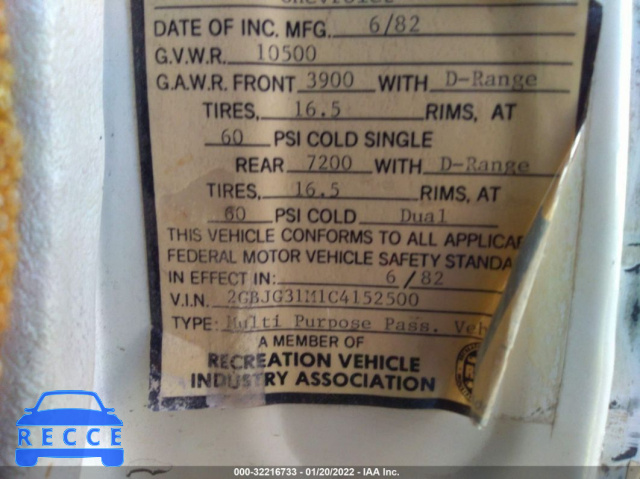 Chevrolet
DATE OF INC. MFG. 6/82
G.V.W.R. 10500
G.A.W.R. FRONT 3900 WITH D-Range
TIRES, 16.5 RIMS, AT
60 PSI COLD SINGLE
REAR 7200 WITH D-Range
TIRES, 16.5 RIMS, AT
60 PSI COLD Dual
THIS VEHICLE CONFORMS TO ALL APPLICA
FEDERAL MOTOR VEHICLE SAFETY STANDA
IN EFFECT IN: 6/82
V.I.N. 2GBJG31M1C4152500
TYPE: Multi Purpose Pass. Veh
A MEMBER OF
RECREATION VEHICLE
INDUSTRY ASSOCIATION
RECCE
000-32216733 - 01/20/2022 - IAA Inc.